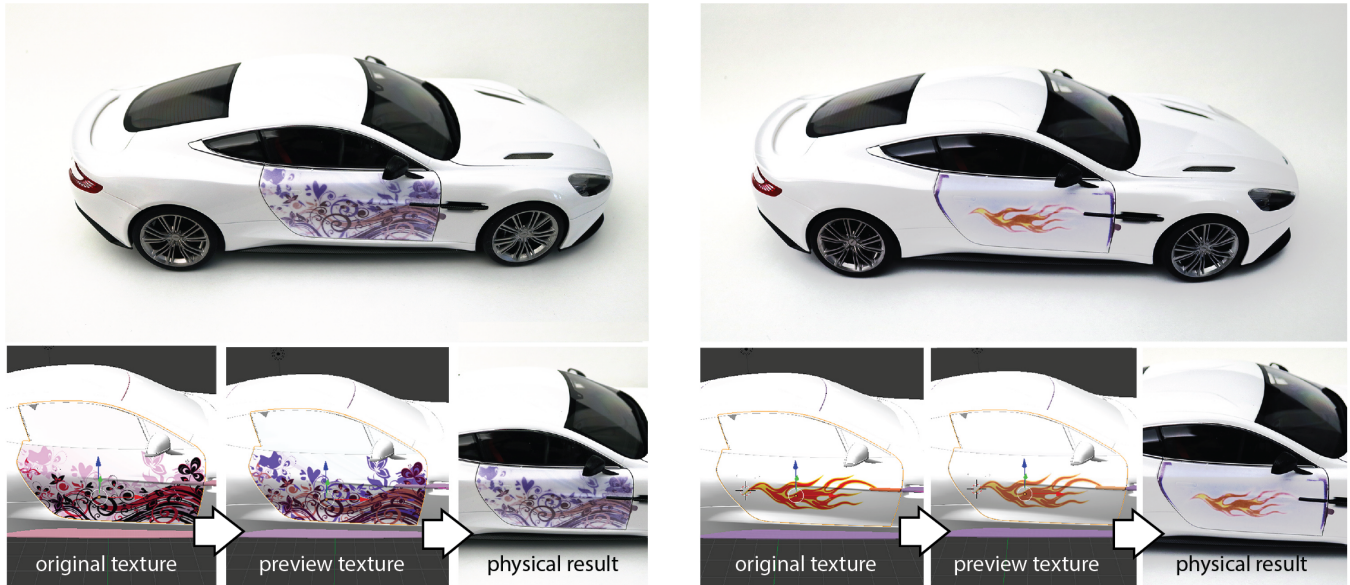 original texture
preview texture
physical result
original texture
preview texture
physical result